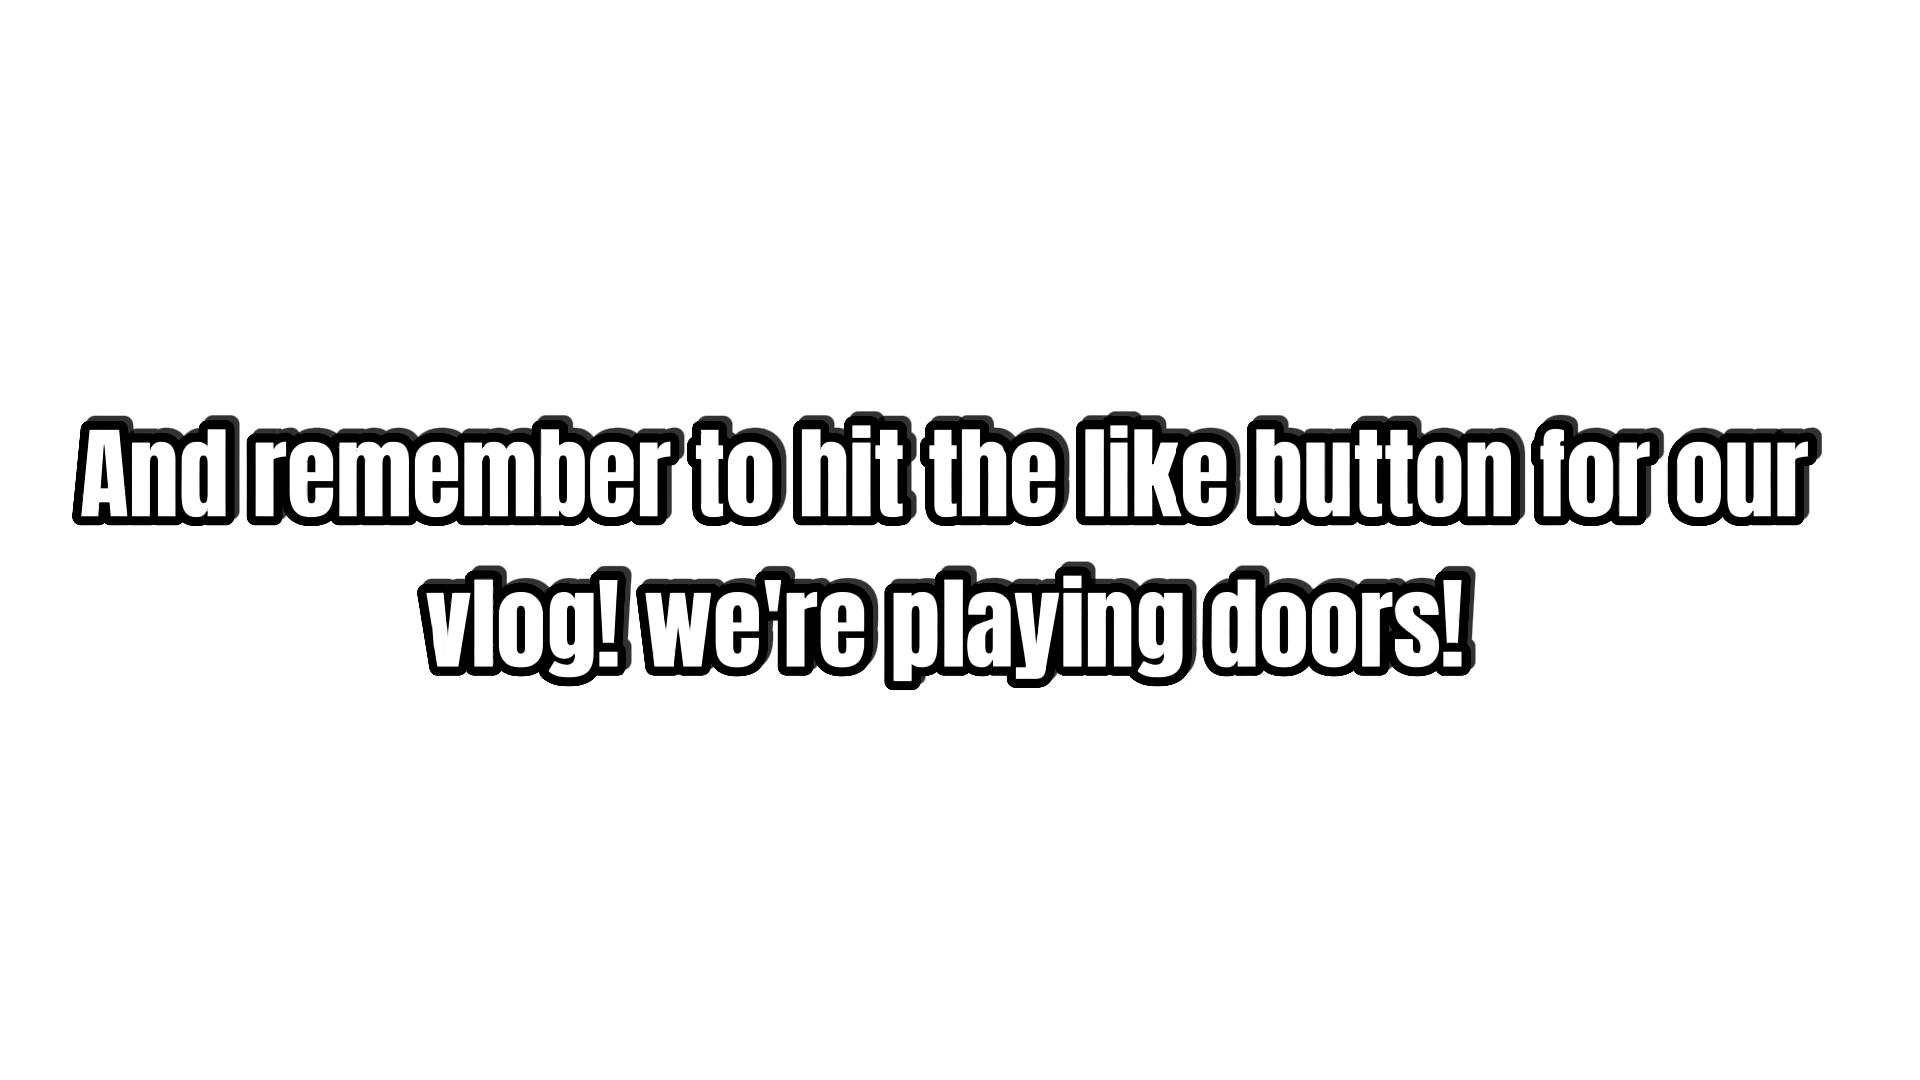 And remember to hit the like button for our
vlog! we're playing doors!